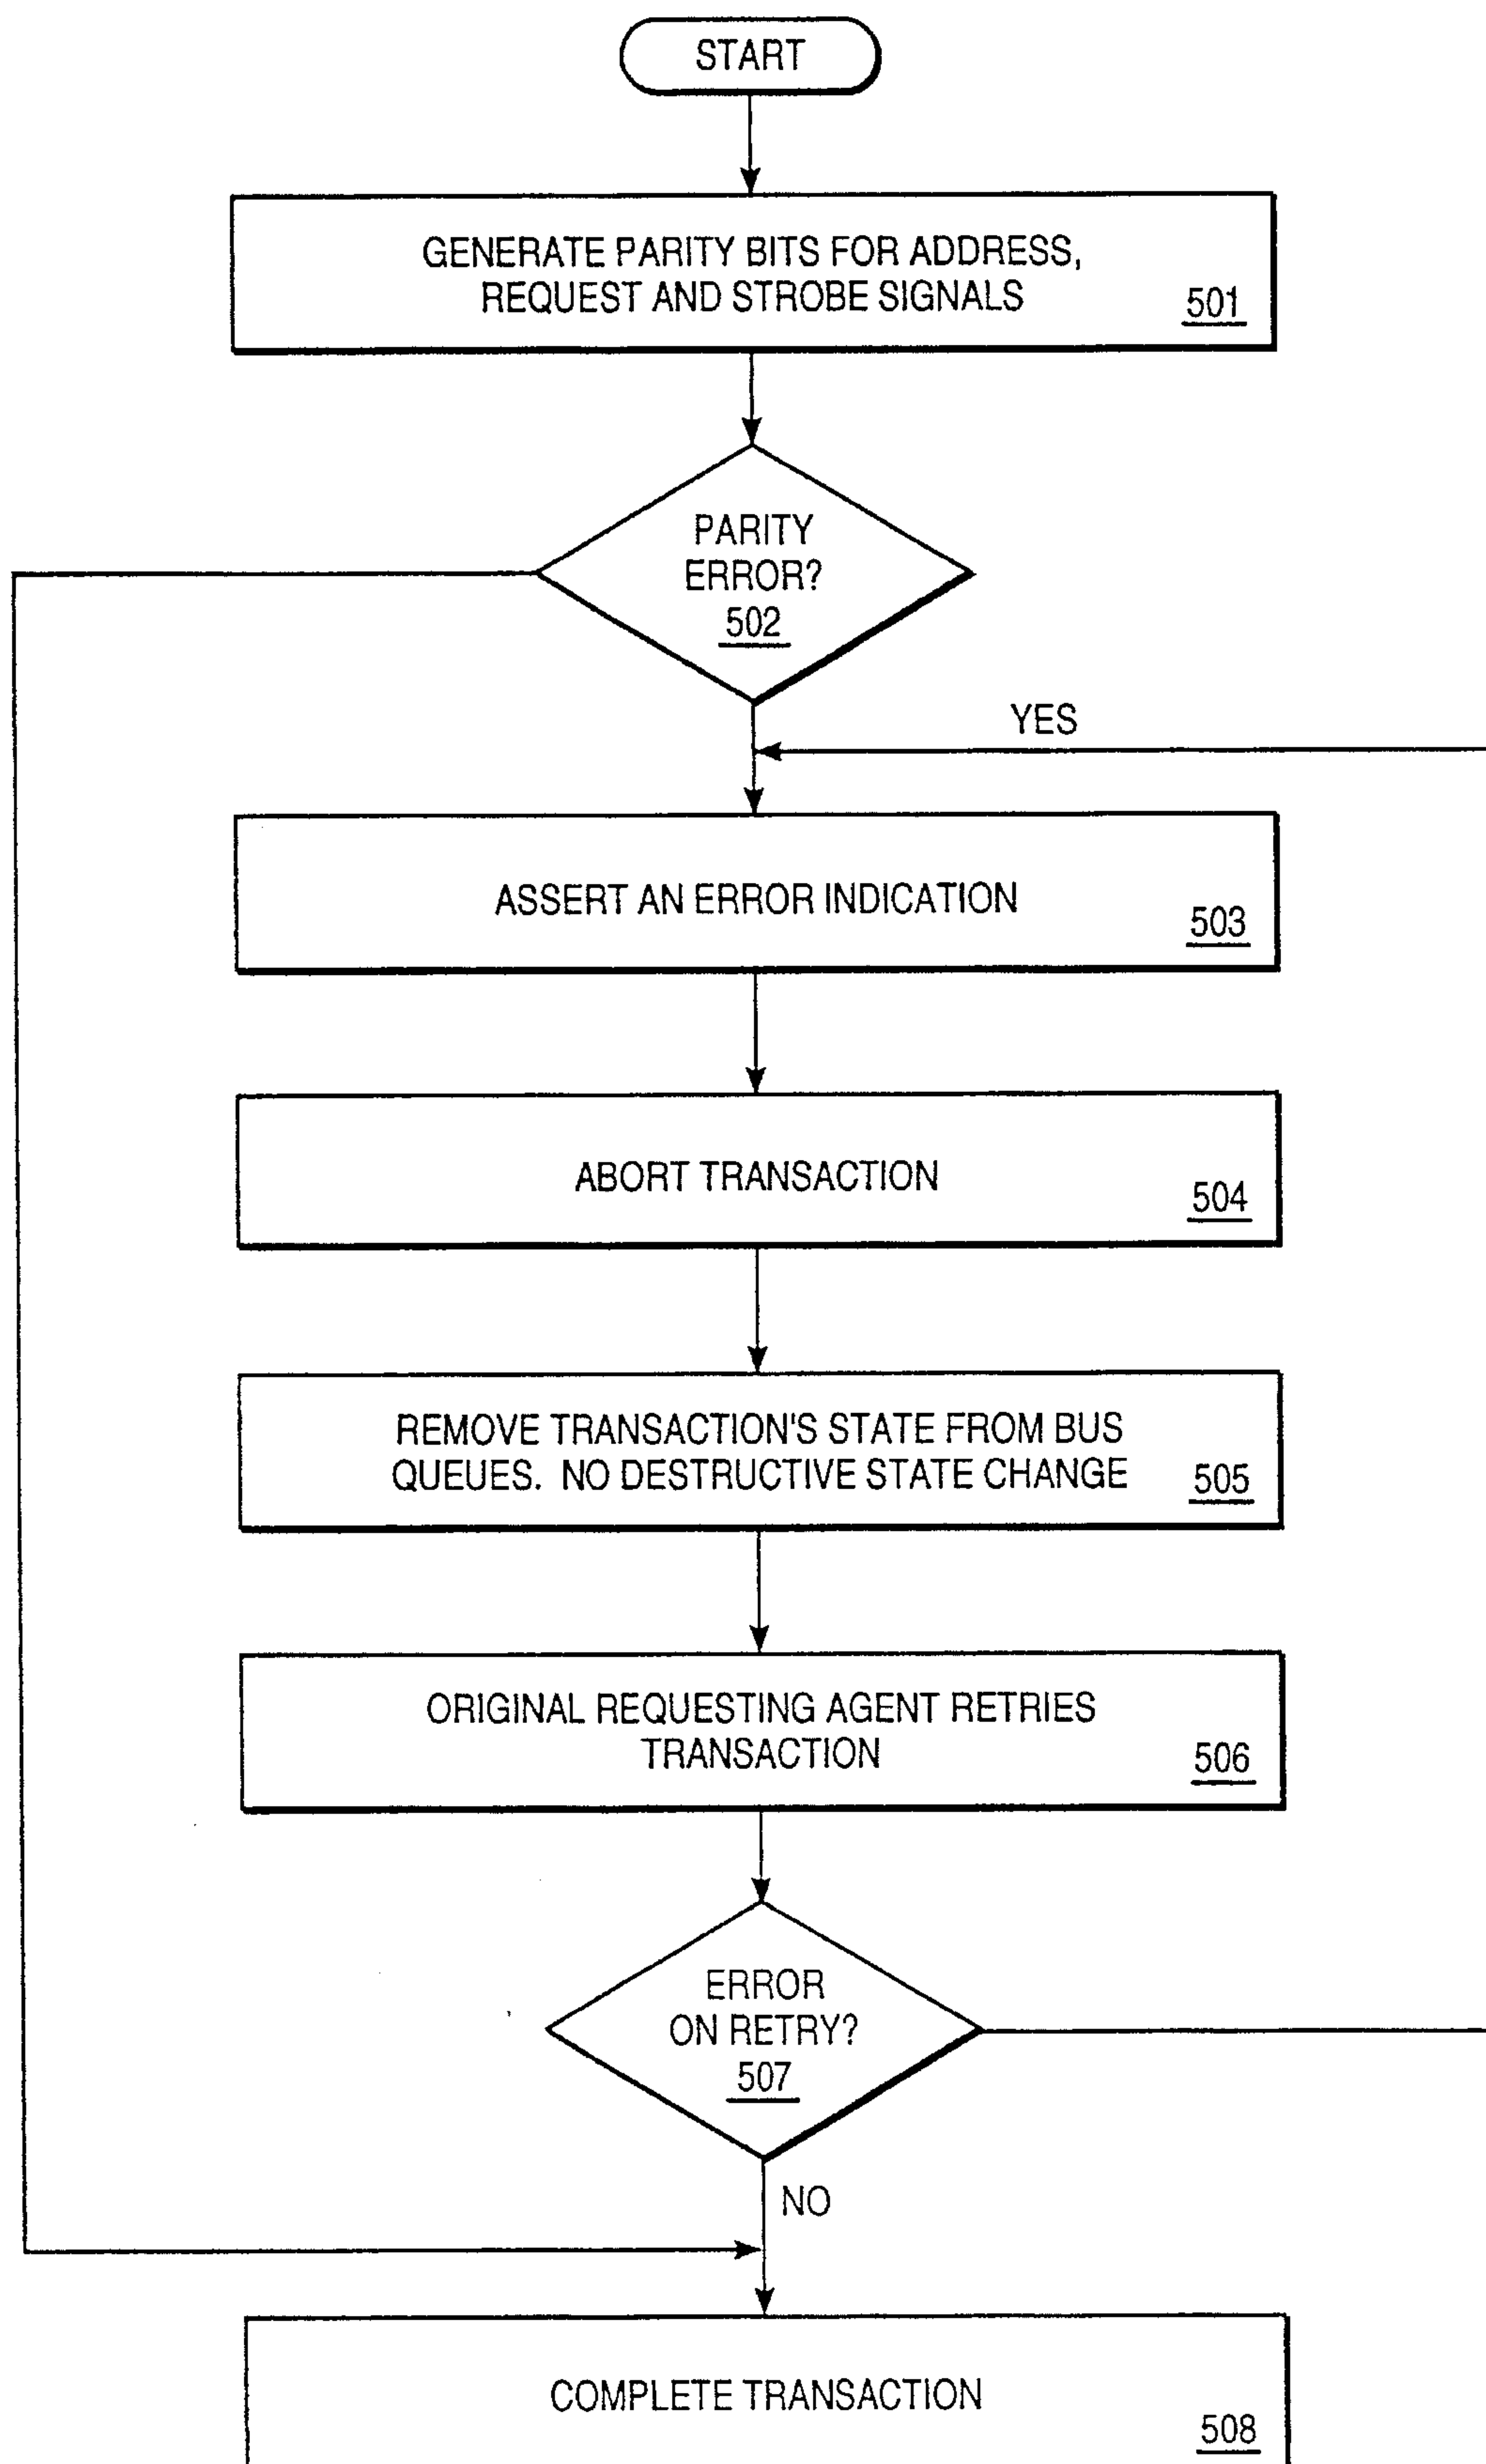 START
GENERATE PARITY BITS FOR ADDRESS,
REQUEST AND STROBE SIGNALS
501
PARITY
ERROR?
502
YES
ASSERT AN ERROR INDICATION
503
ABORT TRANSACTION
504
REMOVE TRANSACTION'S STATE FROM BUS
QUEUES. NO DESTRUCTIVE STATE CHANGE
505
ORIGINAL REQUESTING AGENT RETRIES
TRANSACTION
506
ERROR
ON RETRY?
507
NO
COMPLETE TRANSACTION
508